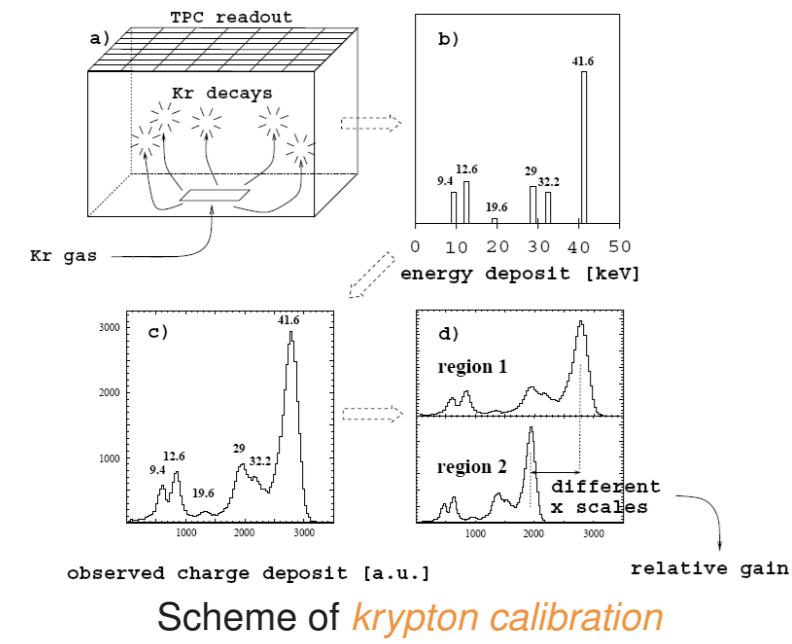 TPC readout
a)
Kr decays
Kr gas
b)
41.6
12.6
9.4
29
32.2
19.6
0 10 20 30 40 50
energy deposit [keV]
c)
41.6
3000
2000
12.6
29
1000
9.4
32.2
19.6
0 1000 2000 3000
observed charge deposit [a.u.]
d)
region 1
region 2
different
x scales
1000 2000 3000
relative gain
Scheme of krypton calibration